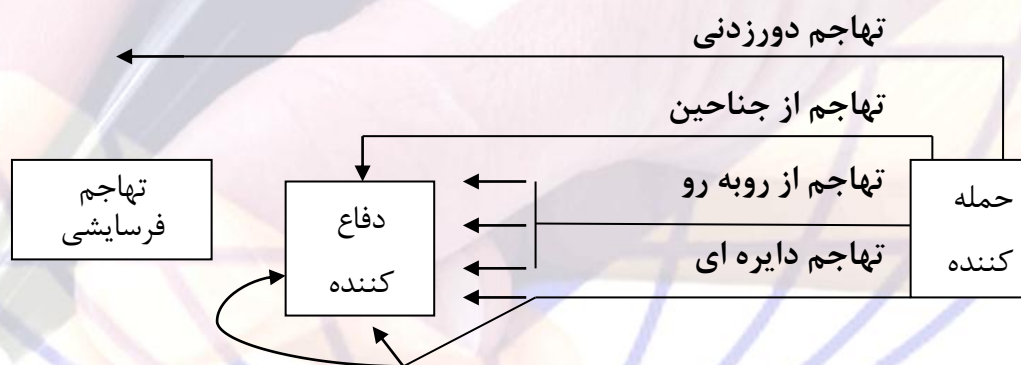 تهاجم دورزدنی
تهاجم از جناحین
تهاجم از روبه رو
تهاجم دایره ای
حمله
کننده
دفاع
کننده
تهاجم
فرسایشی